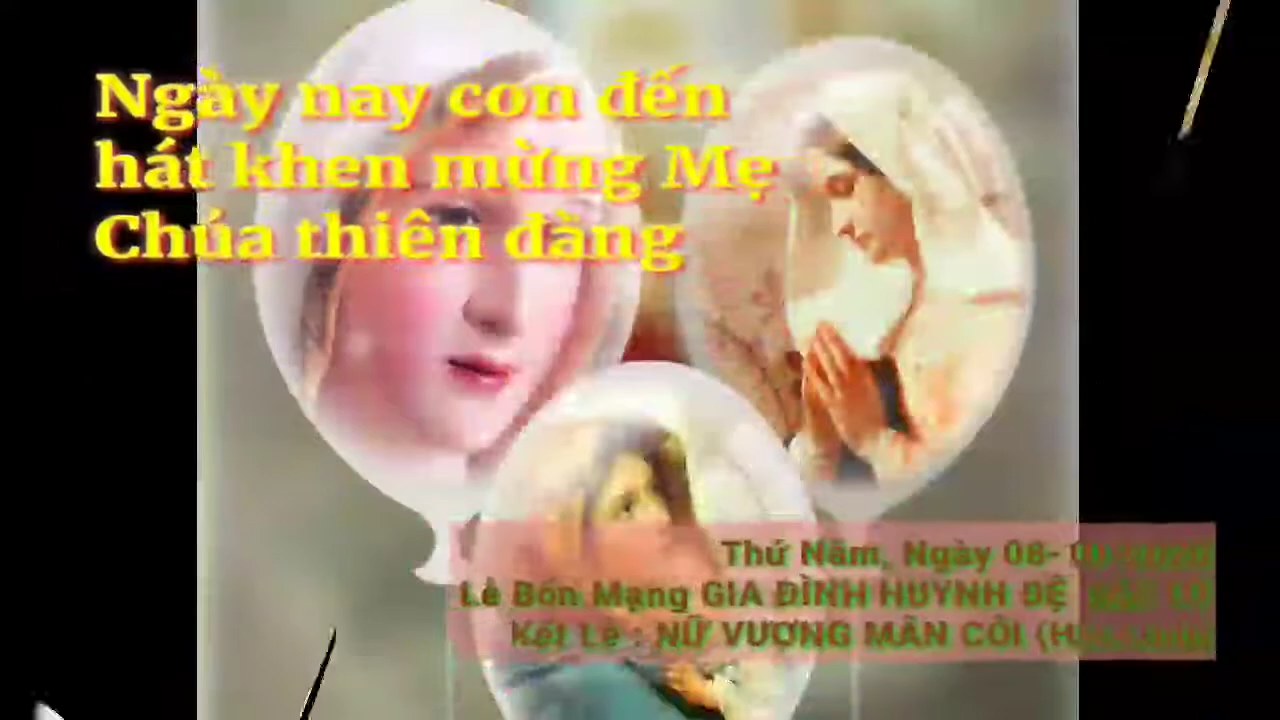 Ngày nay con đến
hát khen mừng Mẹ
Chúa thiên đàng
Thứ Năm, Ngày 08-
Lễ Bổn Mạng GIA ĐÌNH HUYNH ĐỆ
Kết Lễ : NỮ VƯƠNG MÂN CÔI